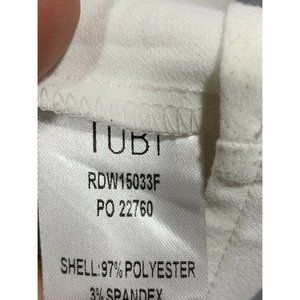 RDW15033F
PO 22760
SHELL: 97% POLYESTER
3% SPANDEX